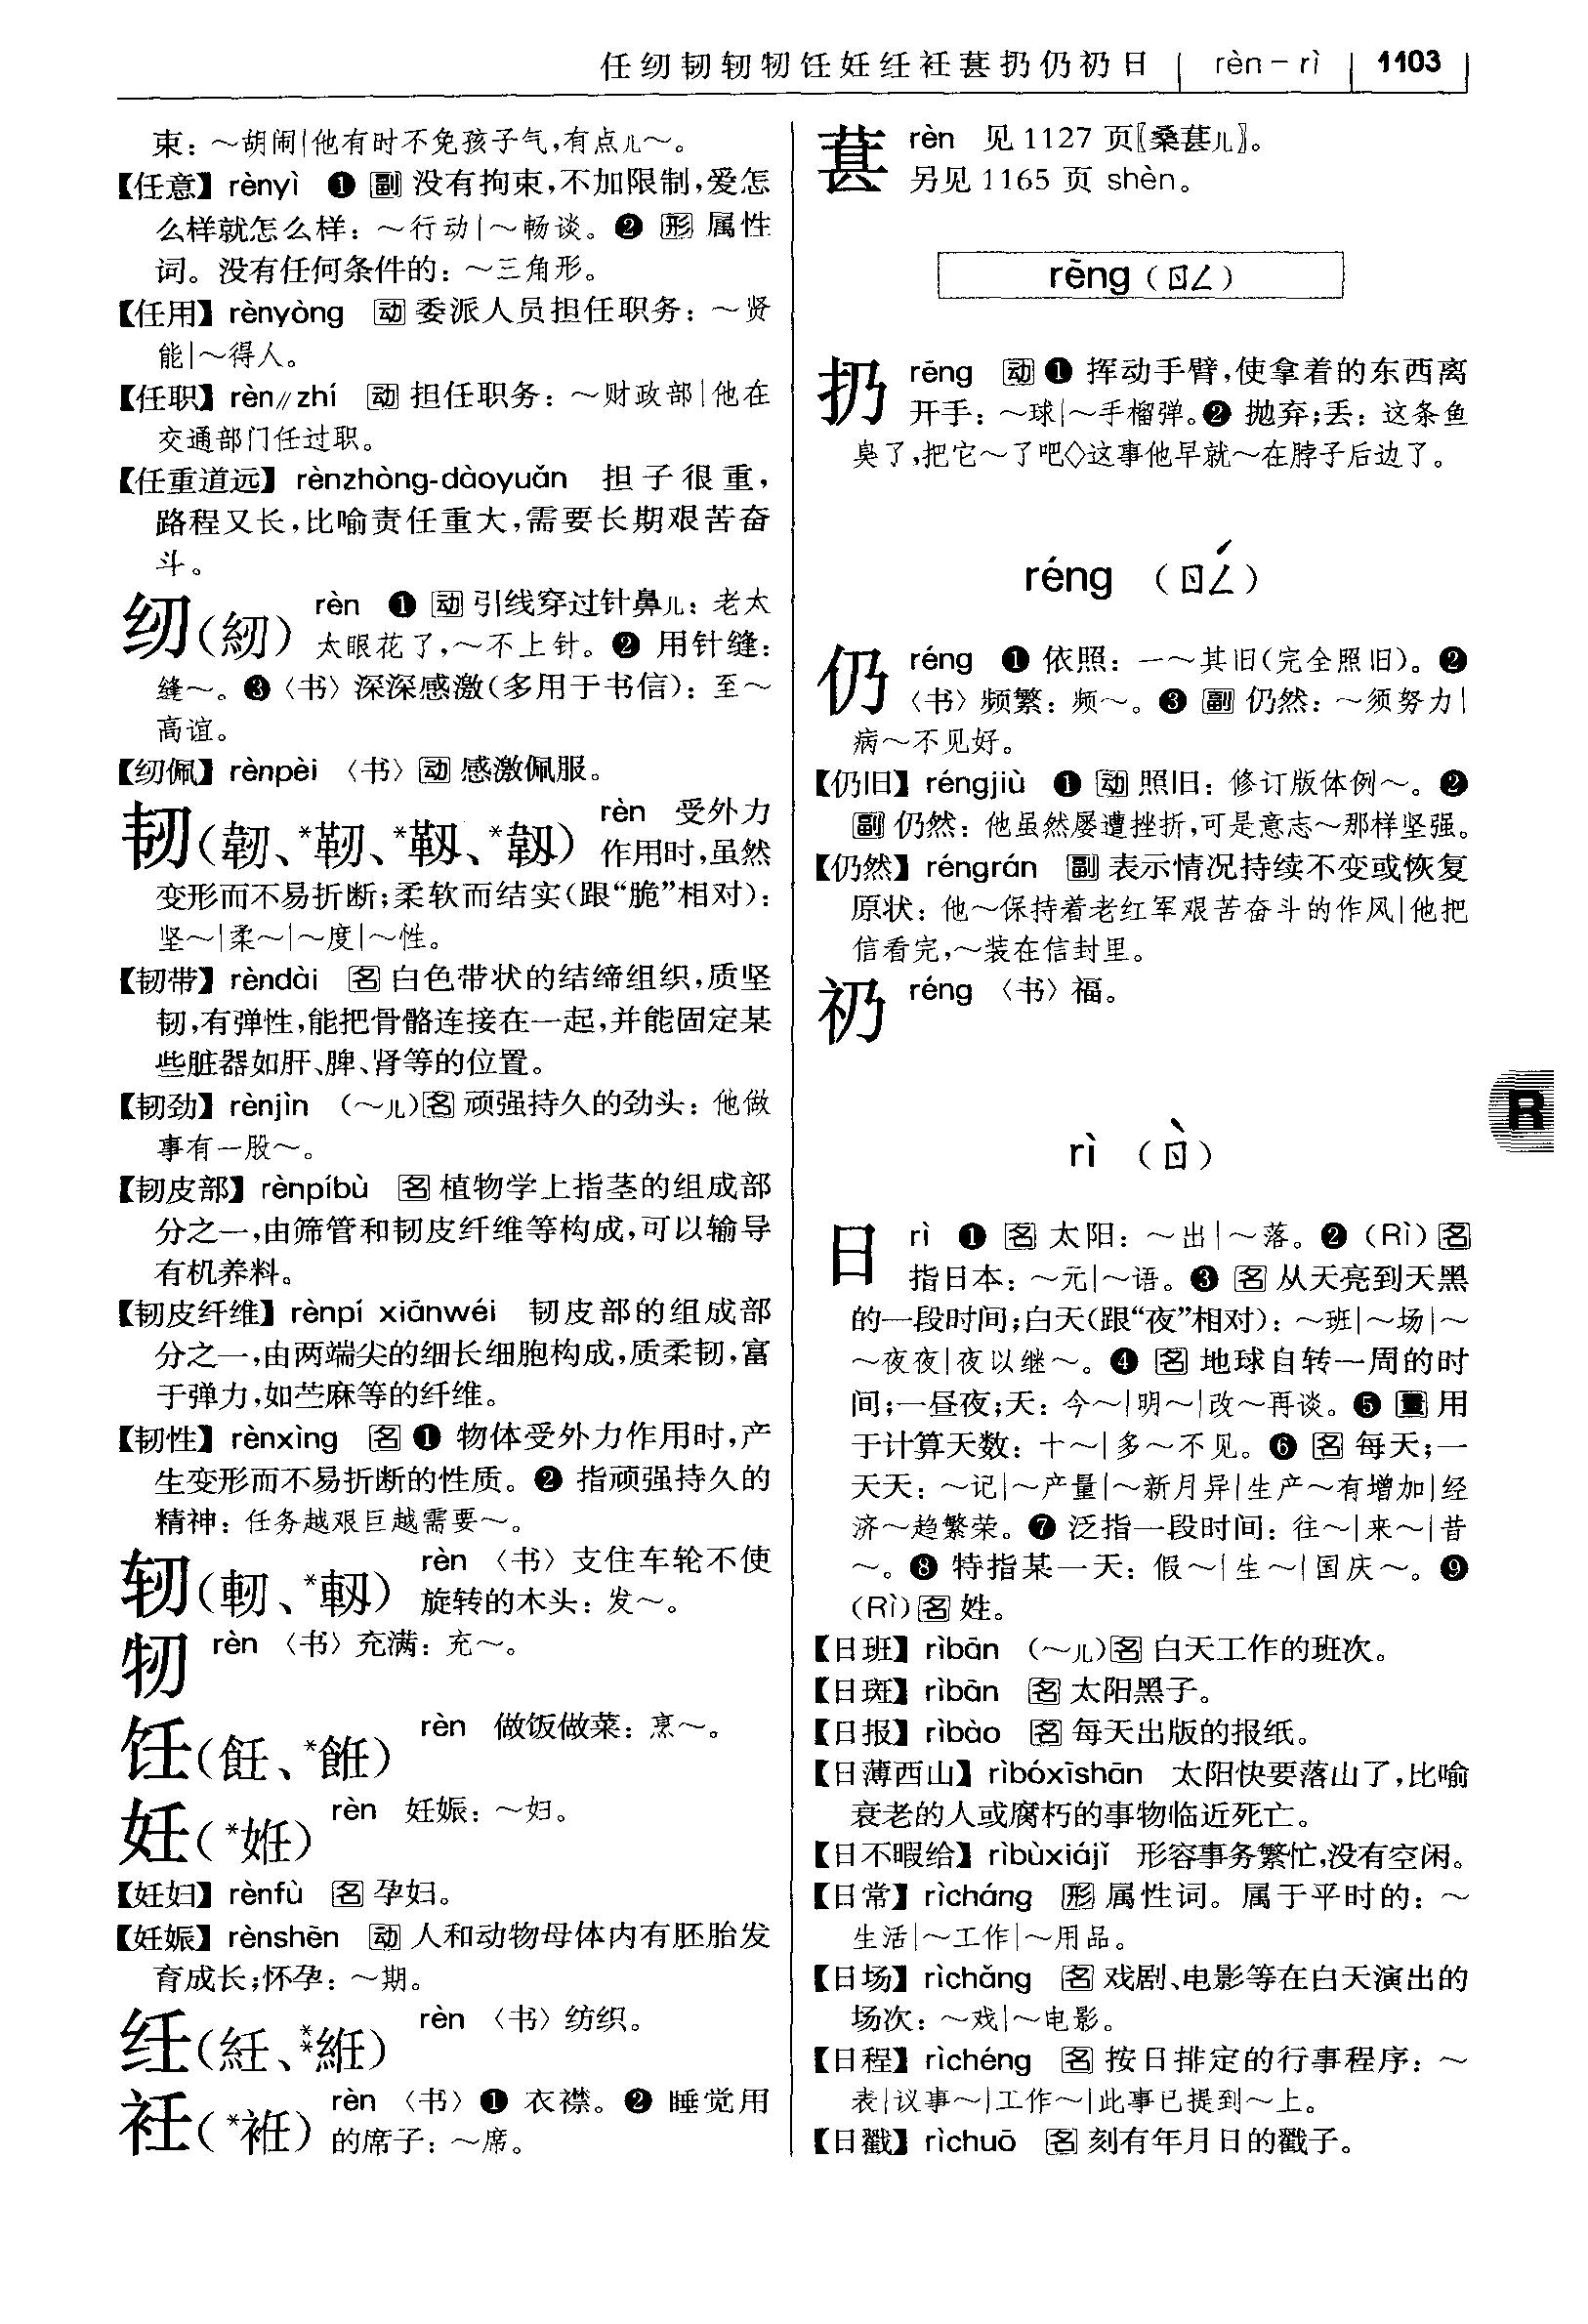 任纫韧轫牣饪妊纴衽葚扔仍礽日 | rèn－rì | 1103
束：～胡闹|他有时不免孩子气,有点儿～。
【任意】rènyì ❶ 副 没有拘束,不加限制,爱怎
么样就怎么样：～行动|～畅谈。❷ 形 属性
词。没有任何条件的：～三角形。
【任用】rènyòng 动 委派人员担任职务：～贤
能|～得人。
【任职】rèn∥zhí 动 担任职务：～财政部|他在
交通部门任过职。
【任重道远】rènzhòng-dàoyuǎn 担子很重,
路程又长,比喻责任重大,需要长期艰苦奋
斗。
纫(紉) rèn ❶ 动 引线穿过针鼻儿：老太
太眼花了,～不上针。❷ 用针缝：
缝～。❸〈书〉深深感激(多用于书信)：至～
高谊。
【纫佩】rènpèi 〈书〉动 感激佩服。
韧(韌、*靭、*靱、*韧) rèn 受外力
作用时,虽然
变形而不易折断;柔软而结实(跟“脆”相对)：
坚～|柔～|～度|～性。
【韧带】rèndài 名 白色带状的结缔组织,质坚
韧,有弹性,能把骨骼连接在一起,并能固定某
些脏器如肝、脾、肾等的位置。
【韧劲】rènjìn （～儿)名 顽强持久的劲头：他做
事有一股～。
【韧皮部】rènpíbù 名 植物学上指茎的组成部
分之一,由筛管和韧皮纤维等构成,可以输导
有机养料。
【韧皮纤维】rènpí xiānwéi 韧皮部的组成部
分之一,由两端尖的细长细胞构成,质柔韧,富
于弹力,如苎麻等的纤维。
【韧性】rènxìng 名 ❶ 物体受外力作用时,产
生变形而不易折断的性质。❷ 指顽强持久的
精神：任务越艰巨越需要～。
轫(軔、*軔) rèn 〈书〉支住车轮不使
旋转的木头：发～。
牣 rèn 〈书〉充满：充～。
饪(飪、*餁) rèn 做饭做菜：烹～。
妊(*姙) rèn 妊娠：～妇。
【妊妇】rènfù 名 孕妇。
【妊娠】rènshēn 动 人和动物母体内有胚胎发
育成长;怀孕：～期。
纴(紝、**絍) rèn 〈书〉纺织。
衽(*袵) rèn 〈书〉❶ 衣襟。❷ 睡觉用
的席子：～席。
葚 rèn 见 1127 页〖桑葚儿〗。
另见 1165 页 shèn。
rēng（ㄖㄥ）
扔 rēng 动 ❶ 挥动手臂,使拿着的东西离
开手：～球|～手榴弹。❷ 抛弃;丢：这条鱼
臭了,把它～了吧◇这事他早就～在脖子后边了。
réng （ㄖㄥˊ）
仍 réng ❶ 依照：一～其旧(完全照旧)。❷
〈书〉频繁：频～。❸ 副 仍然：～须努力|
病～不见好。
【仍旧】réngjiù ❶ 动 照旧：修订版体例～。❷
副 仍然：他虽然屡遭挫折,可是意志～那样坚强。
【仍然】réngrán 副 表示情况持续不变或恢复
原状：他～保持着老红军艰苦奋斗的作风|他把
信看完,～装在信封里。
礽 réng 〈书〉福。
R
rì （ㄖˋ）
日 rì ❶ 名 太阳：～出|～落。❷（Rì）名
指日本：～元|～语。❸ 名 从天亮到天黑
的一段时间;白天(跟“夜”相对)：～班|～场|～
～夜夜|夜以继～。❹ 名 地球自转一周的时
间;一昼夜;天：今～|明～|改～再谈。❺ 量 用
于计算天数：十～|多～不见。❻ 名 每天;一
天天：～记|～产量|～新月异|生产～有增加|经
济～趋繁荣。❼ 泛指一段时间：往～|来～|昔
～。❽ 特指某一天：假～|生～|国庆～。❾
（Rì）名 姓。
【日班】rìbān （～儿)名 白天工作的班次。
【日斑】rìbān 名 太阳黑子。
【日报】rìbào 名 每天出版的报纸。
【日薄西山】rìbóxīshān 太阳快要落山了,比喻
衰老的人或腐朽的事物临近死亡。
【日不暇给】rìbùxiájǐ 形容事务繁忙,没有空闲。
【日常】rìcháng 形 属性词。属于平时的：～
生活|～工作|～用品。
【日场】rìchǎng 名 戏剧、电影等在白天演出的
场次：～戏|～电影。
【日程】rìchéng 名 按日排定的行事程序：～
表|议事～|工作～|此事已提到～上。
【日戳】rìchuō 名 刻有年月日的戳子。